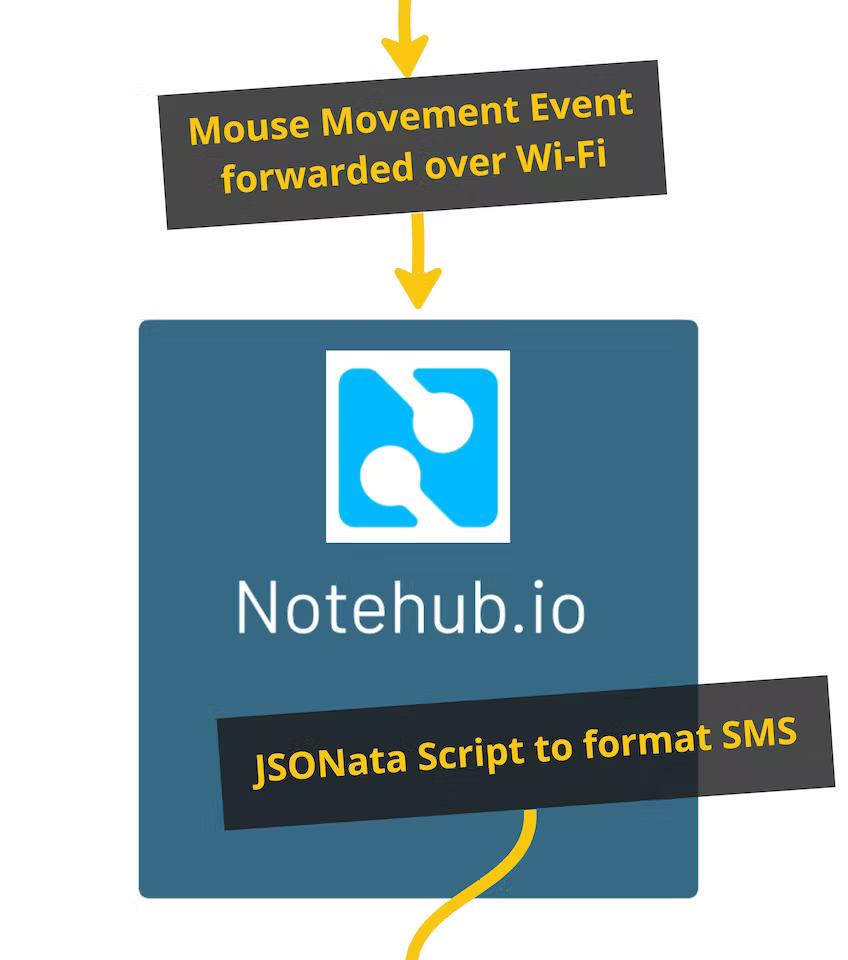 Mouse Movement Event
forwarded over Wi-Fi
Notehub.io
JSONata Script to format SMS